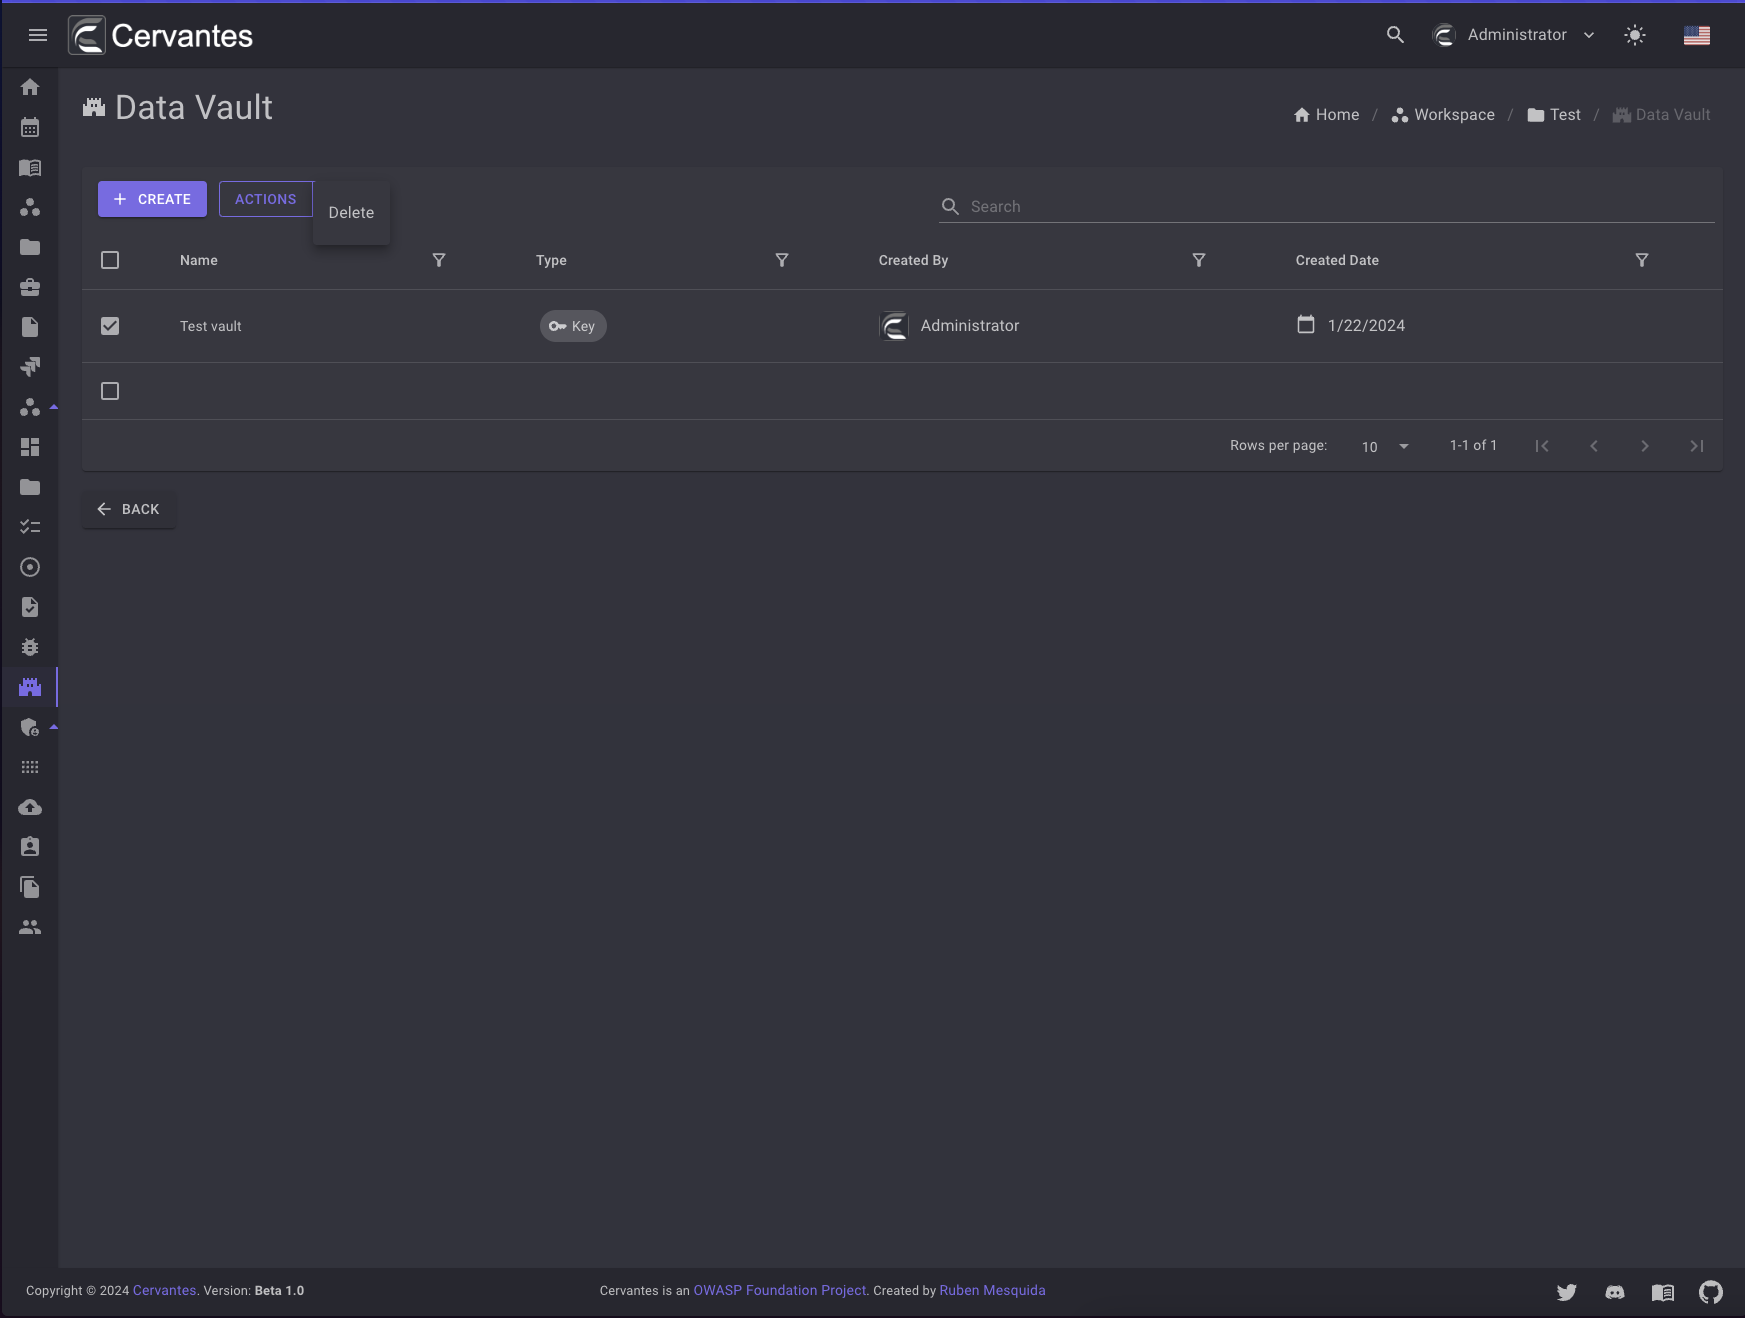 Cervantes
Administrator
Data Vault
Home / Workspace / Test / Data Vault
CREATE
ACTIONS
Delete
Search
Name Type Created By Created Date
Test vault Key Administrator 1/22/2024
Rows per page: 10 1-1 of 1
BACK
Copyright © 2024 Cervantes. Version: Beta 1.0
Cervantes is an OWASP Foundation Project. Created by Ruben Mesquida